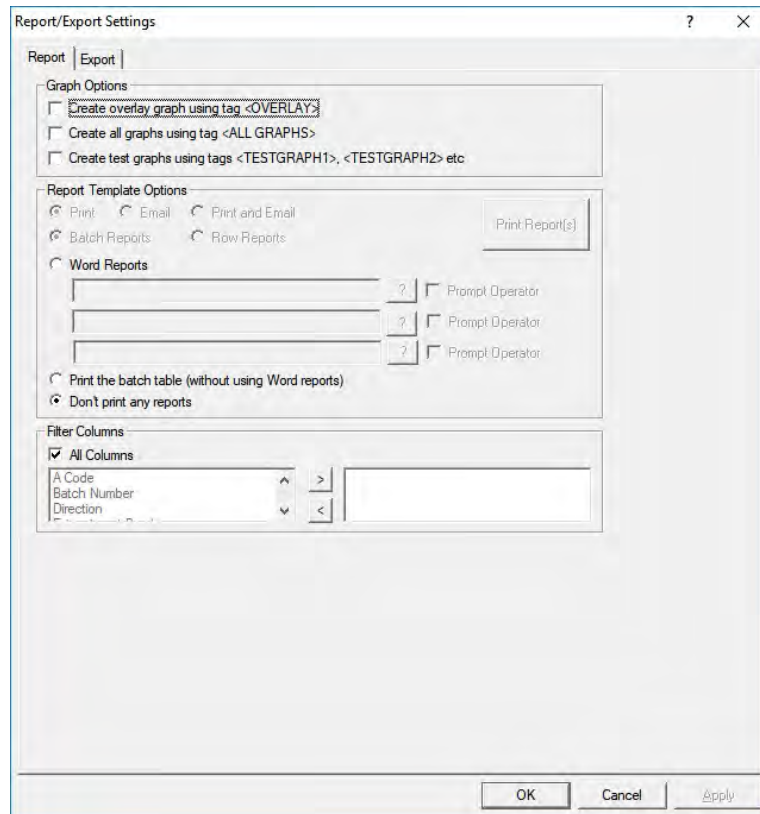 Report/Export Settings ? X
Report Export
Graph Options
Create overlay graph using tag <OVERLAY>
Create all graphs using tag <ALL GRAPHS>
Create test graphs using tags <TESTGRAPH1>, <TESTGRAPH2> etc
Report Template Options
Print Email Print and Email
Print Report(s)
Batch Reports Row Reports
Word Reports
? Prompt Operator
? Prompt Operator
? Prompt Operator
Print the batch table (without using Word reports)
Don't print any reports
Filter Columns
All Columns
A Code
Batch Number
Direction
>
<
OK Cancel Apply